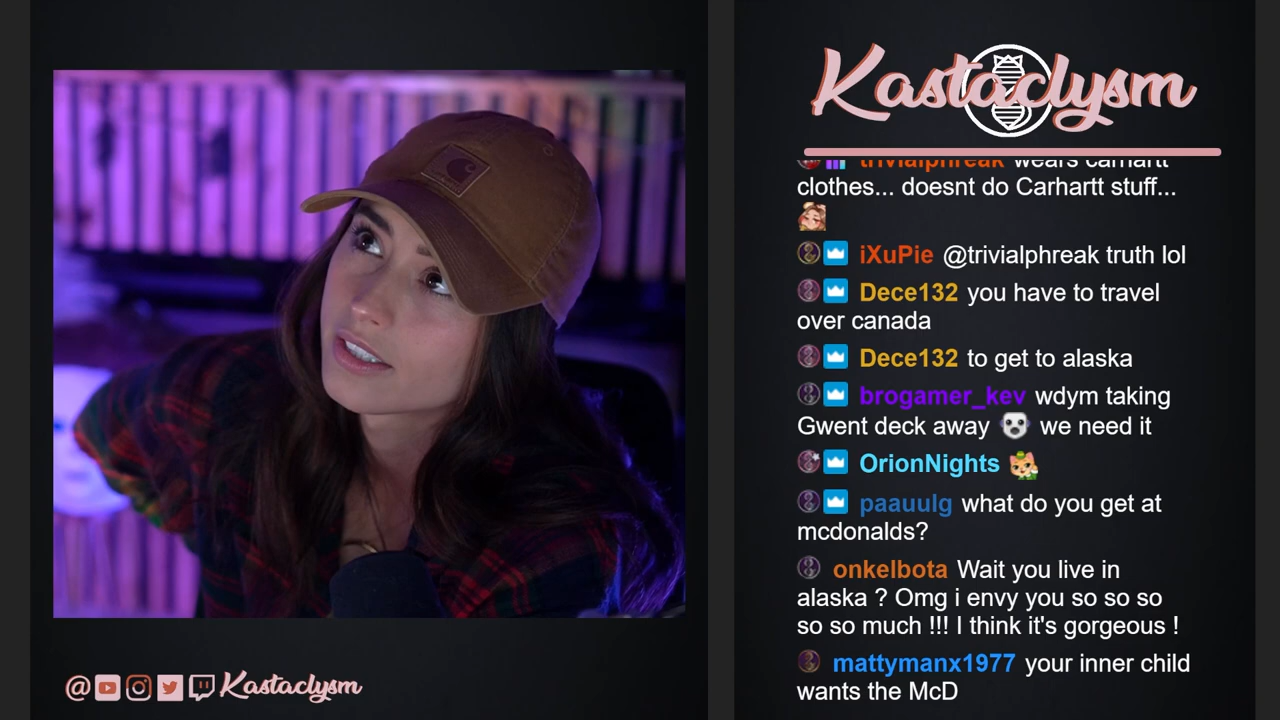 Kastaclysm
trivialphreak wears carhartt
clothes... doesnt do Carhartt stuff...
iXuPie @trivialphreak truth lol
Dece132 you have to travel
over canada
Dece132 to get to alaska
brogamer_kev wdym taking
Gwent deck away we need it
OrionNights
paauulg what do you get at
mcdonalds?
onkelbota Wait you live in
alaska ? Omg i envy you so so so
so so much !!! I think it's gorgeous !
mattymanx1977 your inner child
wants the McD
@ Kastaclysm